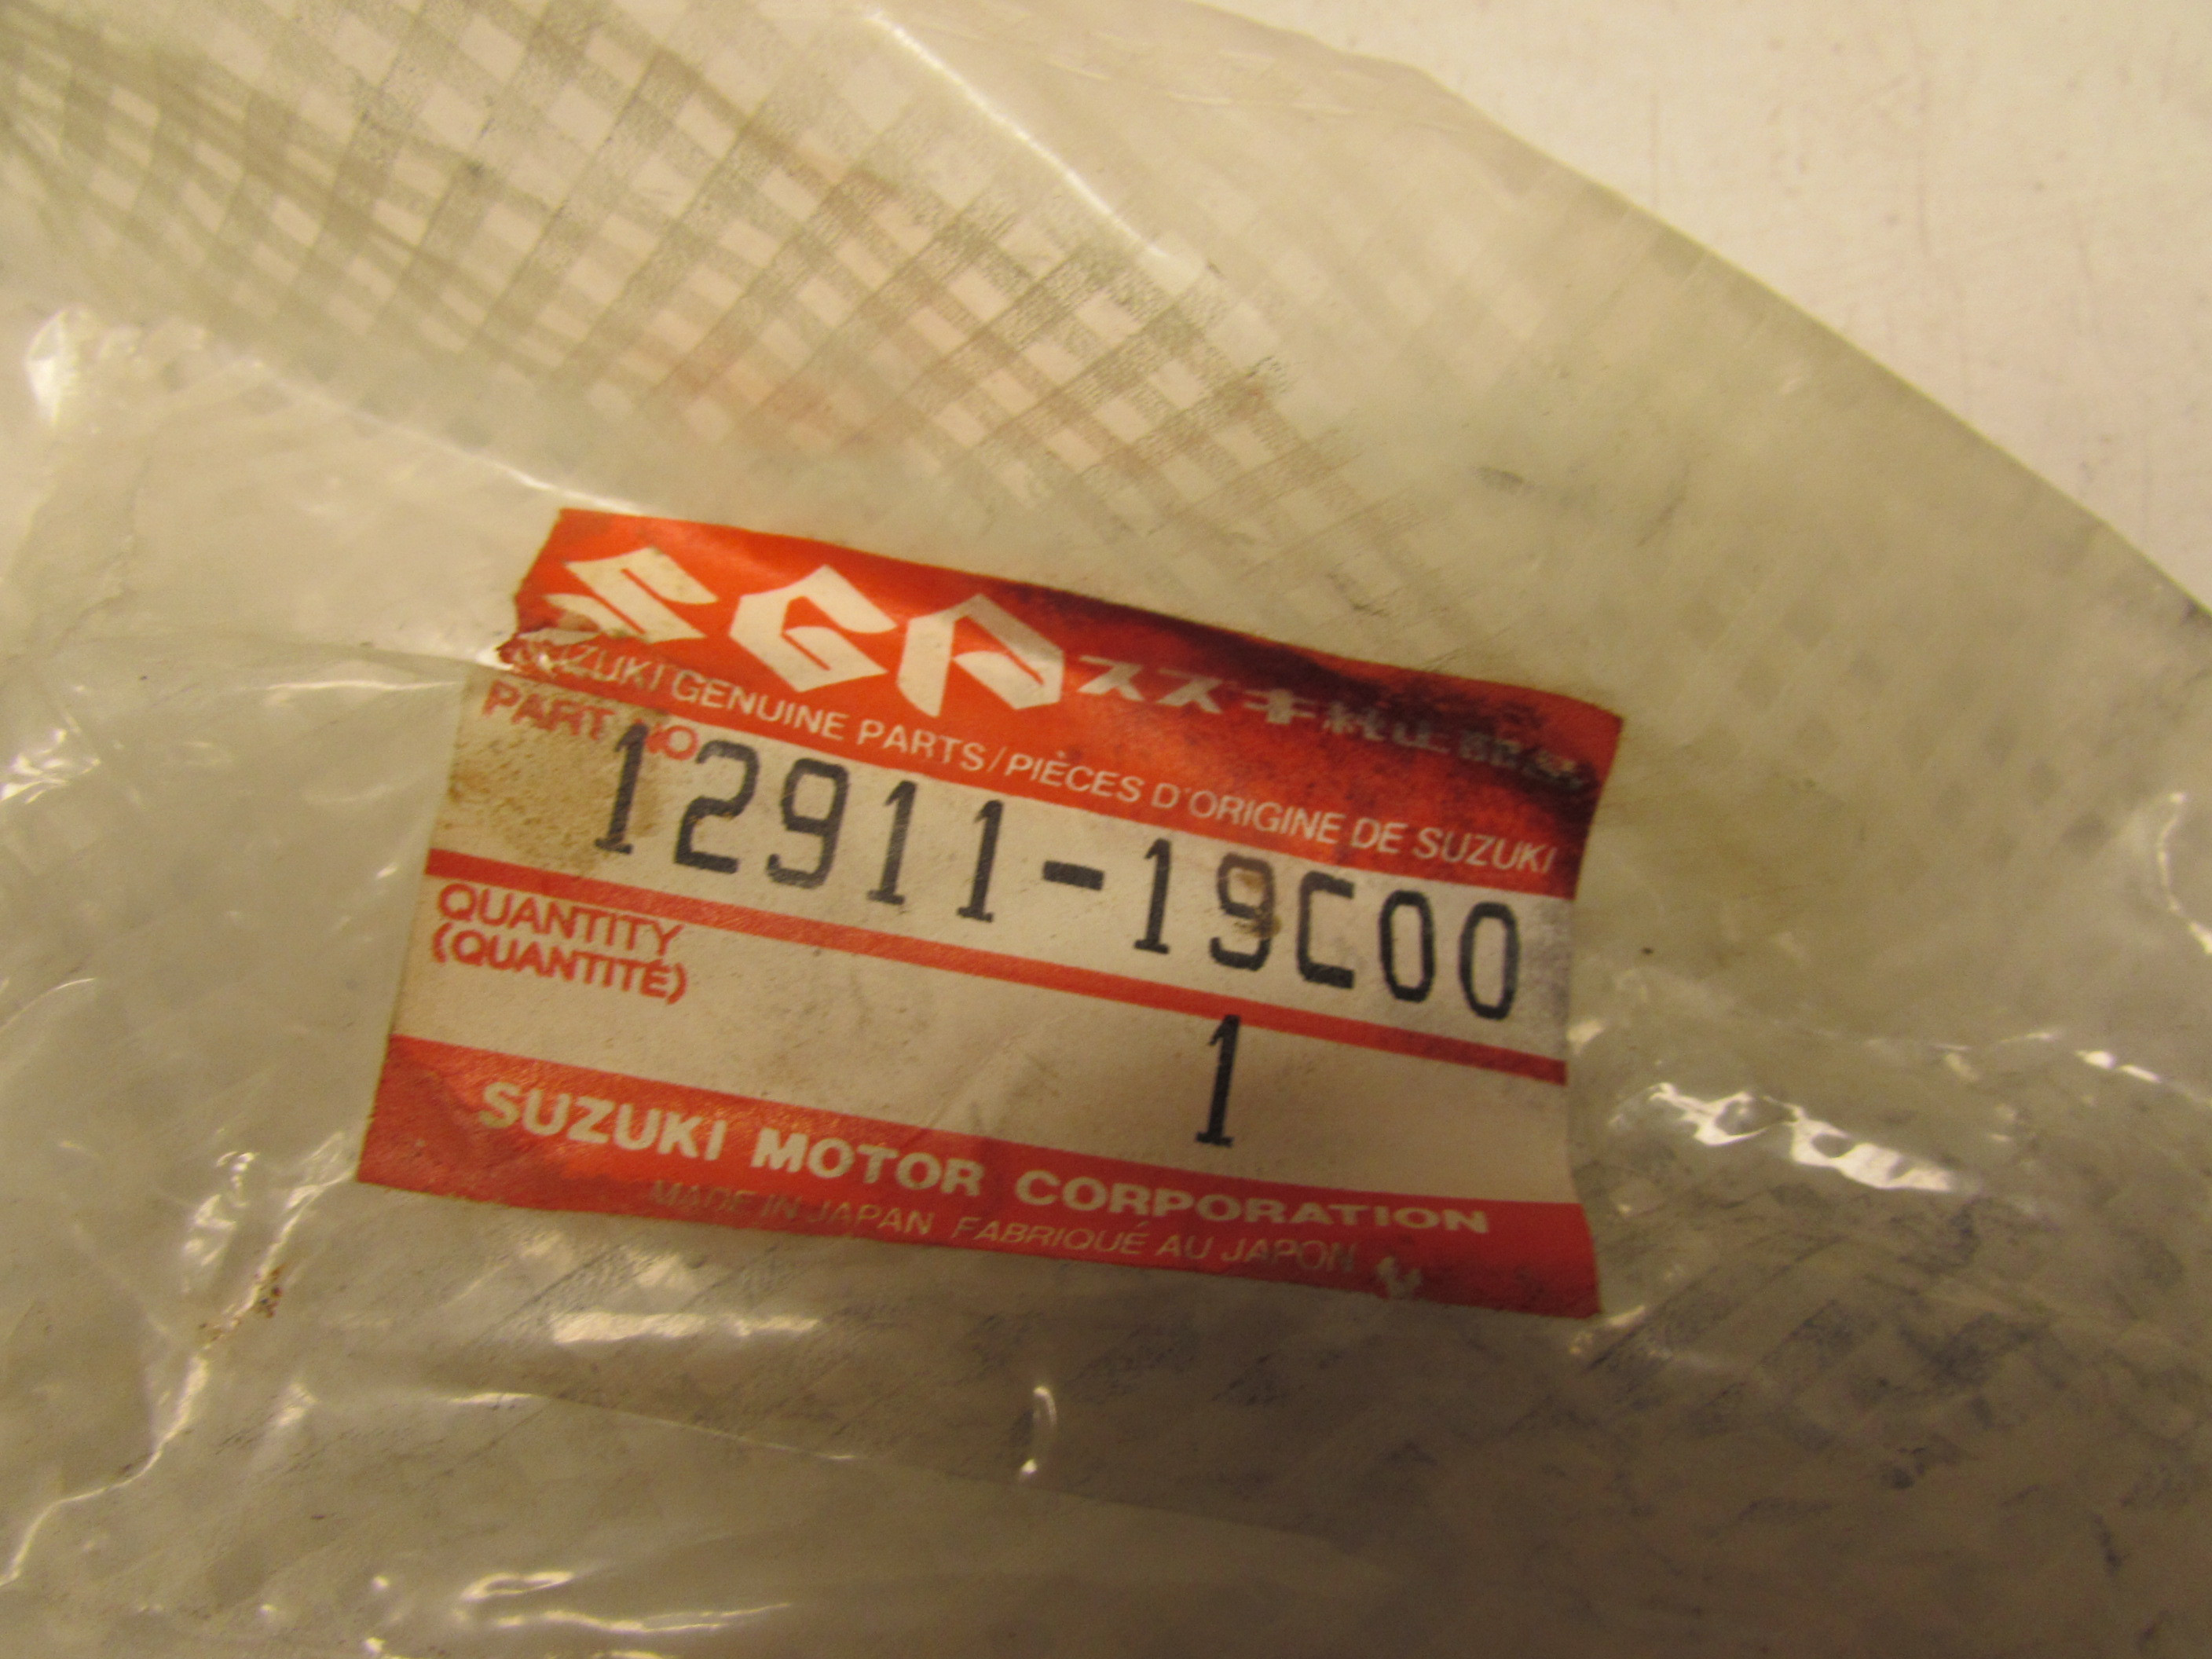 SGP スズキ純正部品
SUZUKI GENUINE PARTS/PIÈCES D'ORIGINE DE SUZUKI
PART NO
12911-19C00
QUANTITY
(QUANTITÉ)
1
SUZUKI MOTOR CORPORATION
MADE IN JAPAN FABRIQUÉ AU JAPON